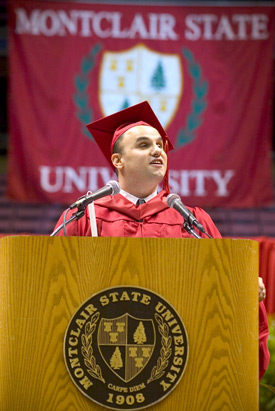 MONTCLAIR STATE
UNIVERSITY
MONTCLAIR STATE UNIVERSITY
CARPE DIEM
1908